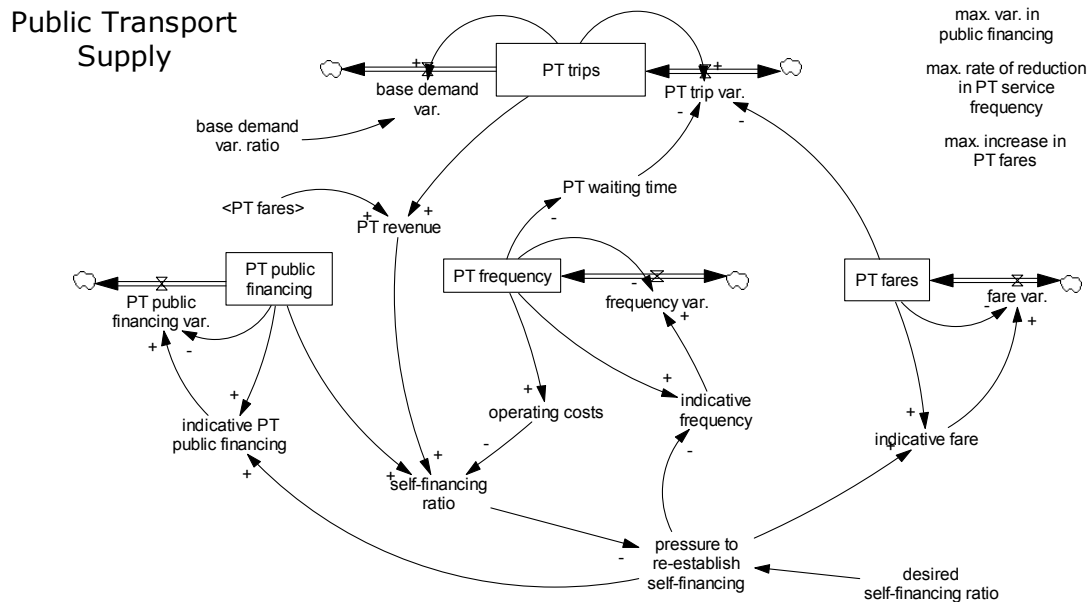 Public Transport
Supply
max. var. in
public financing
max. rate of reduction
in PT service
frequency
max. increase in
PT fares
PT trips
+
+
base demand
var.
PT trip var.
-
-
base demand
var. ratio
PT waiting time
-
<PT fares>
+
+
PT revenue
PT public
financing
PT frequency
PT fares
PT public
financing var.
-
+
-
frequency var.
+
-
fare var.
+
+
+
+
+
indicative PT
public financing
+
operating costs
-
indicative
frequency
-
indicative fare
+
+
+
self-financing
ratio
-
pressure to
re-establish
self-financing
desired
self-financing ratio